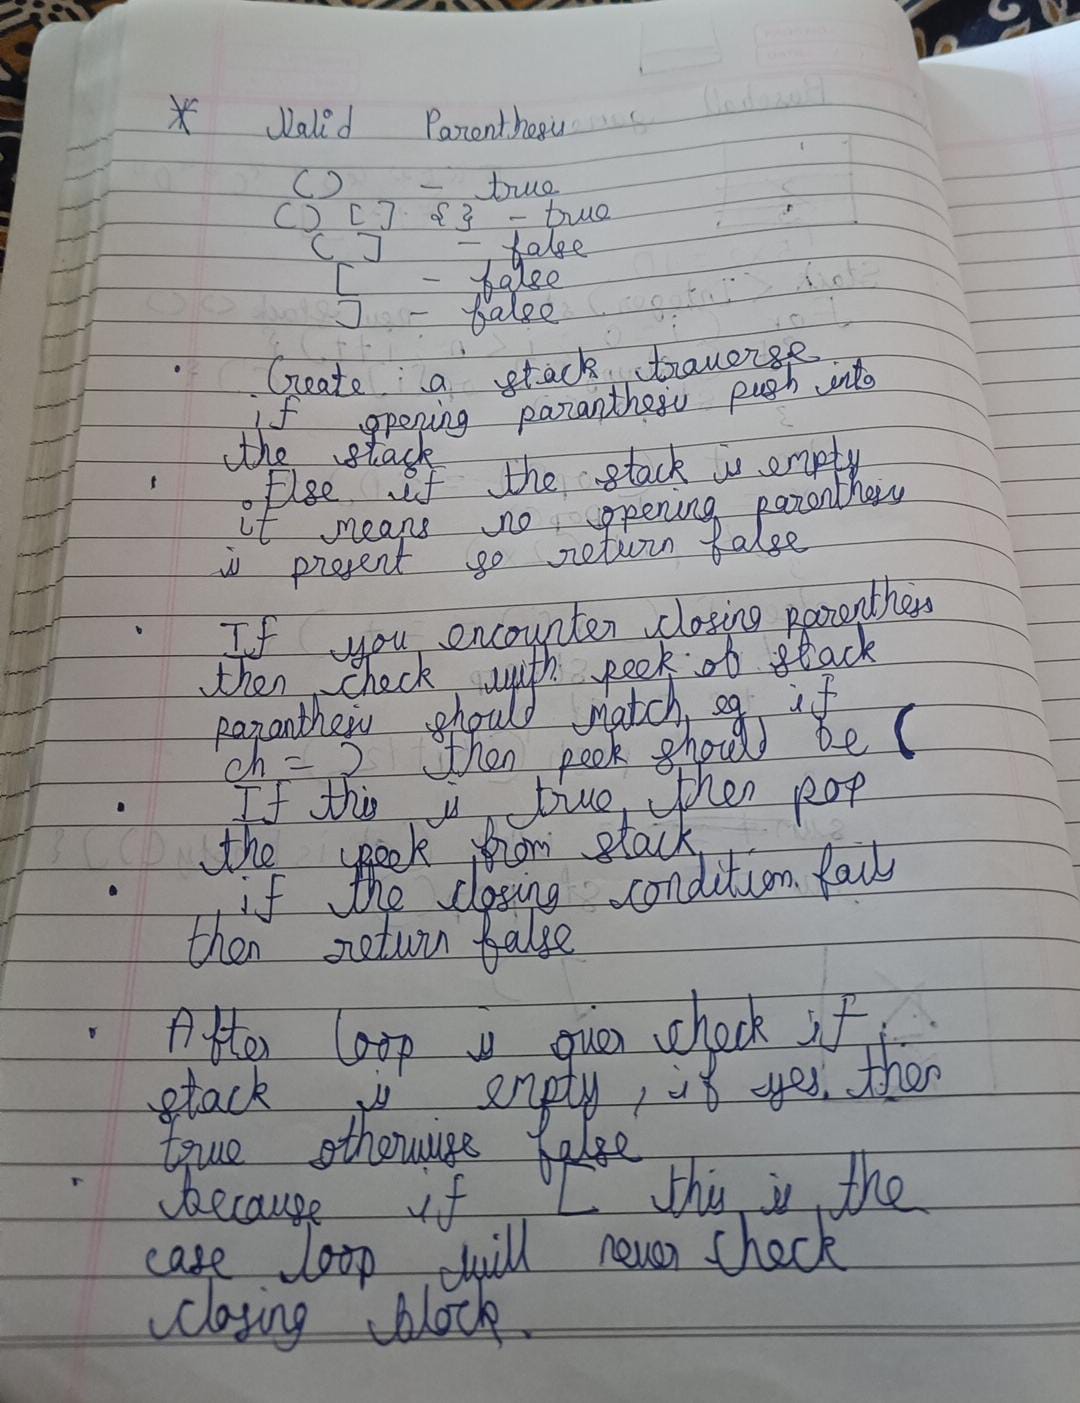 * Valid Parenthesis
() - true
() [] {} - true
(] - false
[ - false
] - false
. Create a stack traverse
if opening paranthesis push into
the stack
. Else if the stack is empty
it means no opening parenthesis
is present so return false
. If you encounter closing parenthesis
then check with peek of stack
paranthesis should match eg if
ch = ) then peek should be (
. If this is true then pop
the peek from stack
. if the closing condition fails
then return false
. After loop is over check if
stack is empty, if yes then
true otherwise false
. because if [ this is the
case loop will never check
closing block.